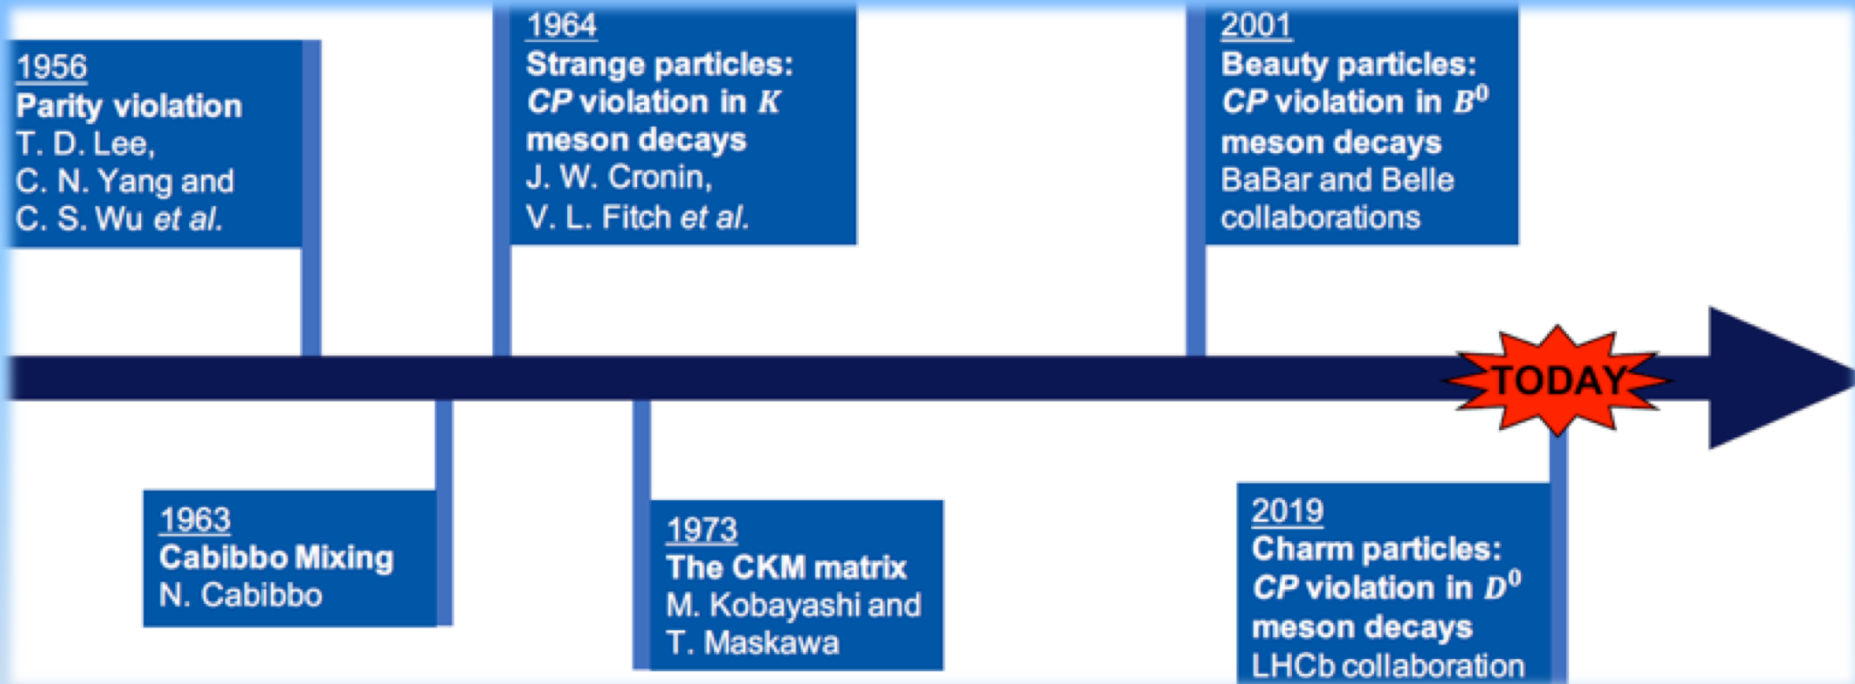 1956
Parity violation
T. D. Lee,
C. N. Yang and
C. S. Wu et al.
1964
Strange particles:
CP violation in K
meson decays
J. W. Cronin,
V. L. Fitch et al.
2001
Beauty particles:
CP violation in B⁰
meson decays
BaBar and Belle
collaborations
TODAY
1963
Cabibbo Mixing
N. Cabibbo
1973
The CKM matrix
M. Kobayashi and
T. Maskawa
2019
Charm particles:
CP violation in D⁰
meson decays
LHCb collaboration